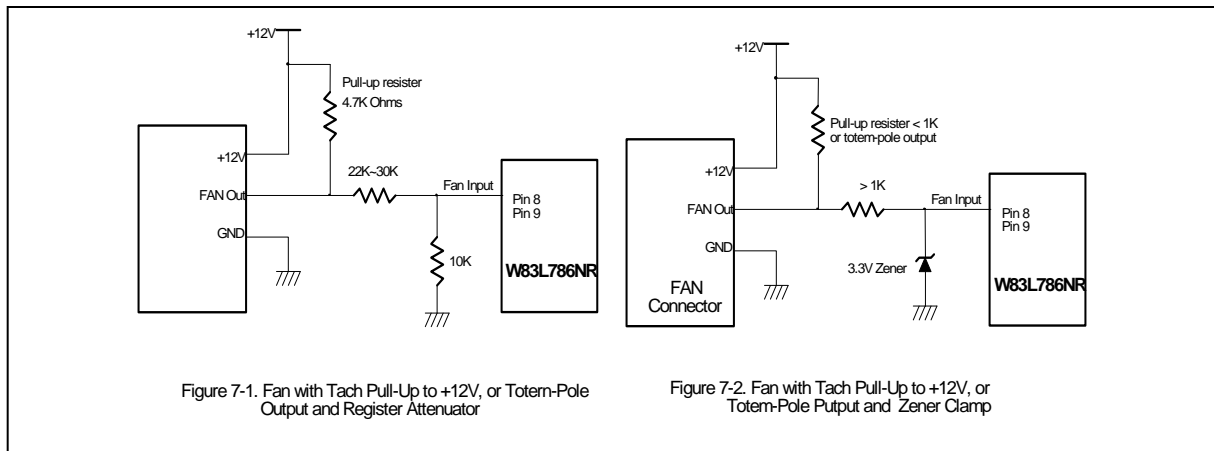 +12V
Pull-up resister
4.7K Ohms
+12V
FAN Out
GND
22K~30K
Fan Input
10K
Pin 8
Pin 9
W83L786NR
Figure 7-1. Fan with Tach Pull-Up to +12V, or Totern-Pole
Output and Register Attenuator
+12V
Pull-up resister < 1K
or totem-pole output
+12V
FAN Out
GND
FAN
Connector
> 1K
Fan Input
3.3V Zener
Pin 8
Pin 9
W83L786NR
Figure 7-2. Fan with Tach Pull-Up to +12V, or
Totem-Pole Putput and Zener Clamp